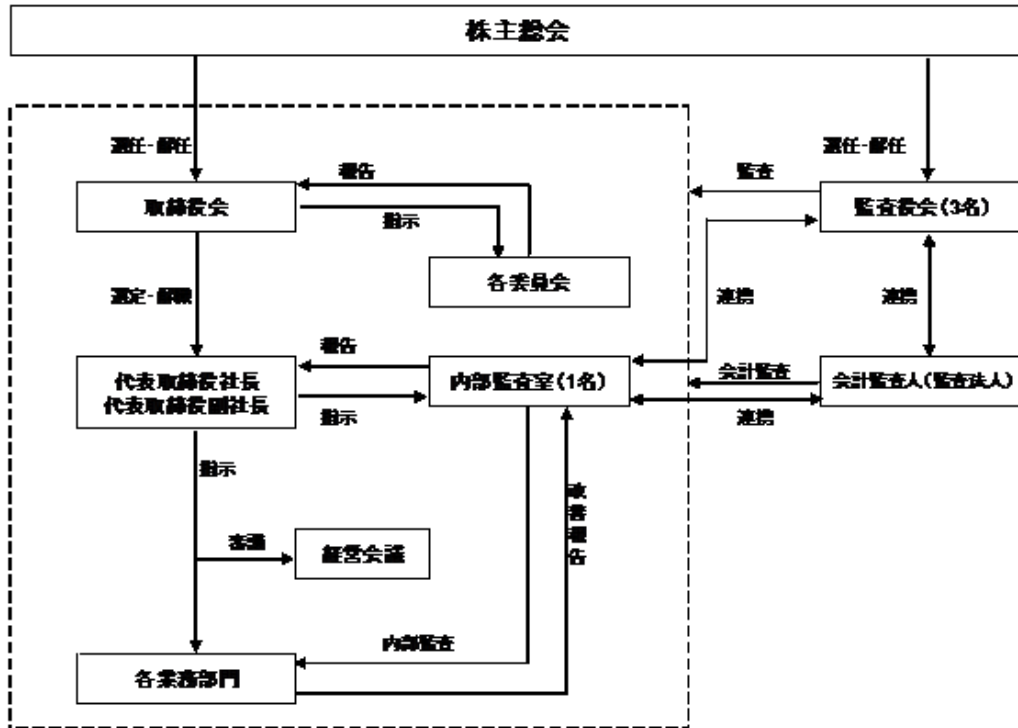 株主総会
選任・解任
選任・解任
報告
監査
取締役会
監査役会(3名)
指示
各委員会
選定・解職
連携
連携
報告
代表取締役社長
代表取締役副社長
内部監査室(1名)
会計監査
会計監査人(監査法人)
指示
連携
指示
改善報告
審議
経営会議
内部監査
各業務部門